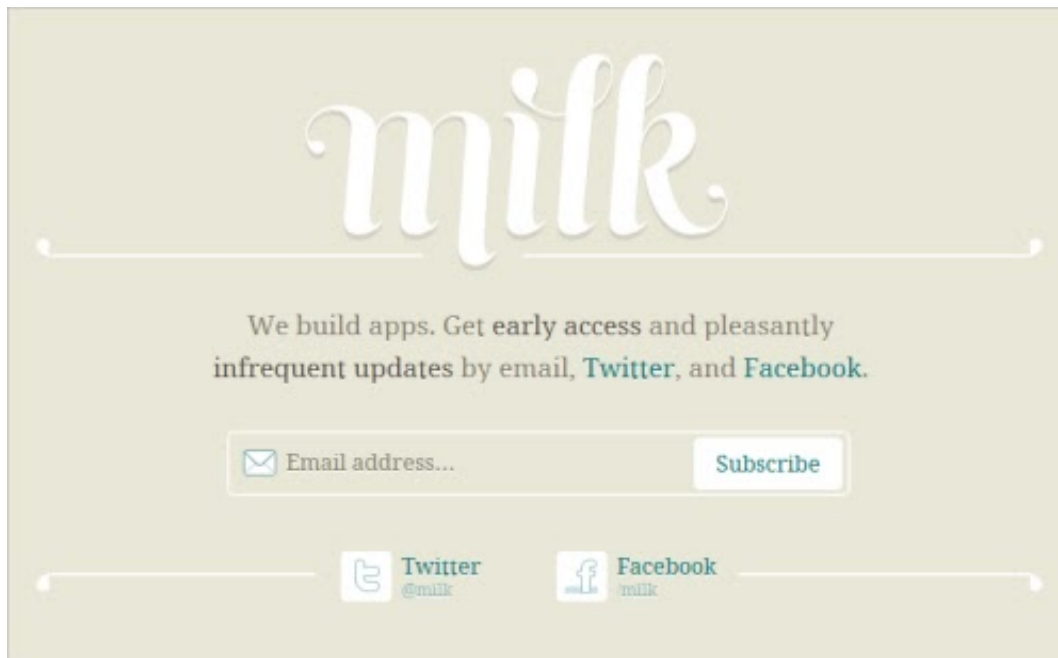 milk
We build apps. Get early access and pleasantly
infrequent updates by email, Twitter, and Facebook.
Email address...
Subscribe
Twitter
@milk
Facebook
/milk